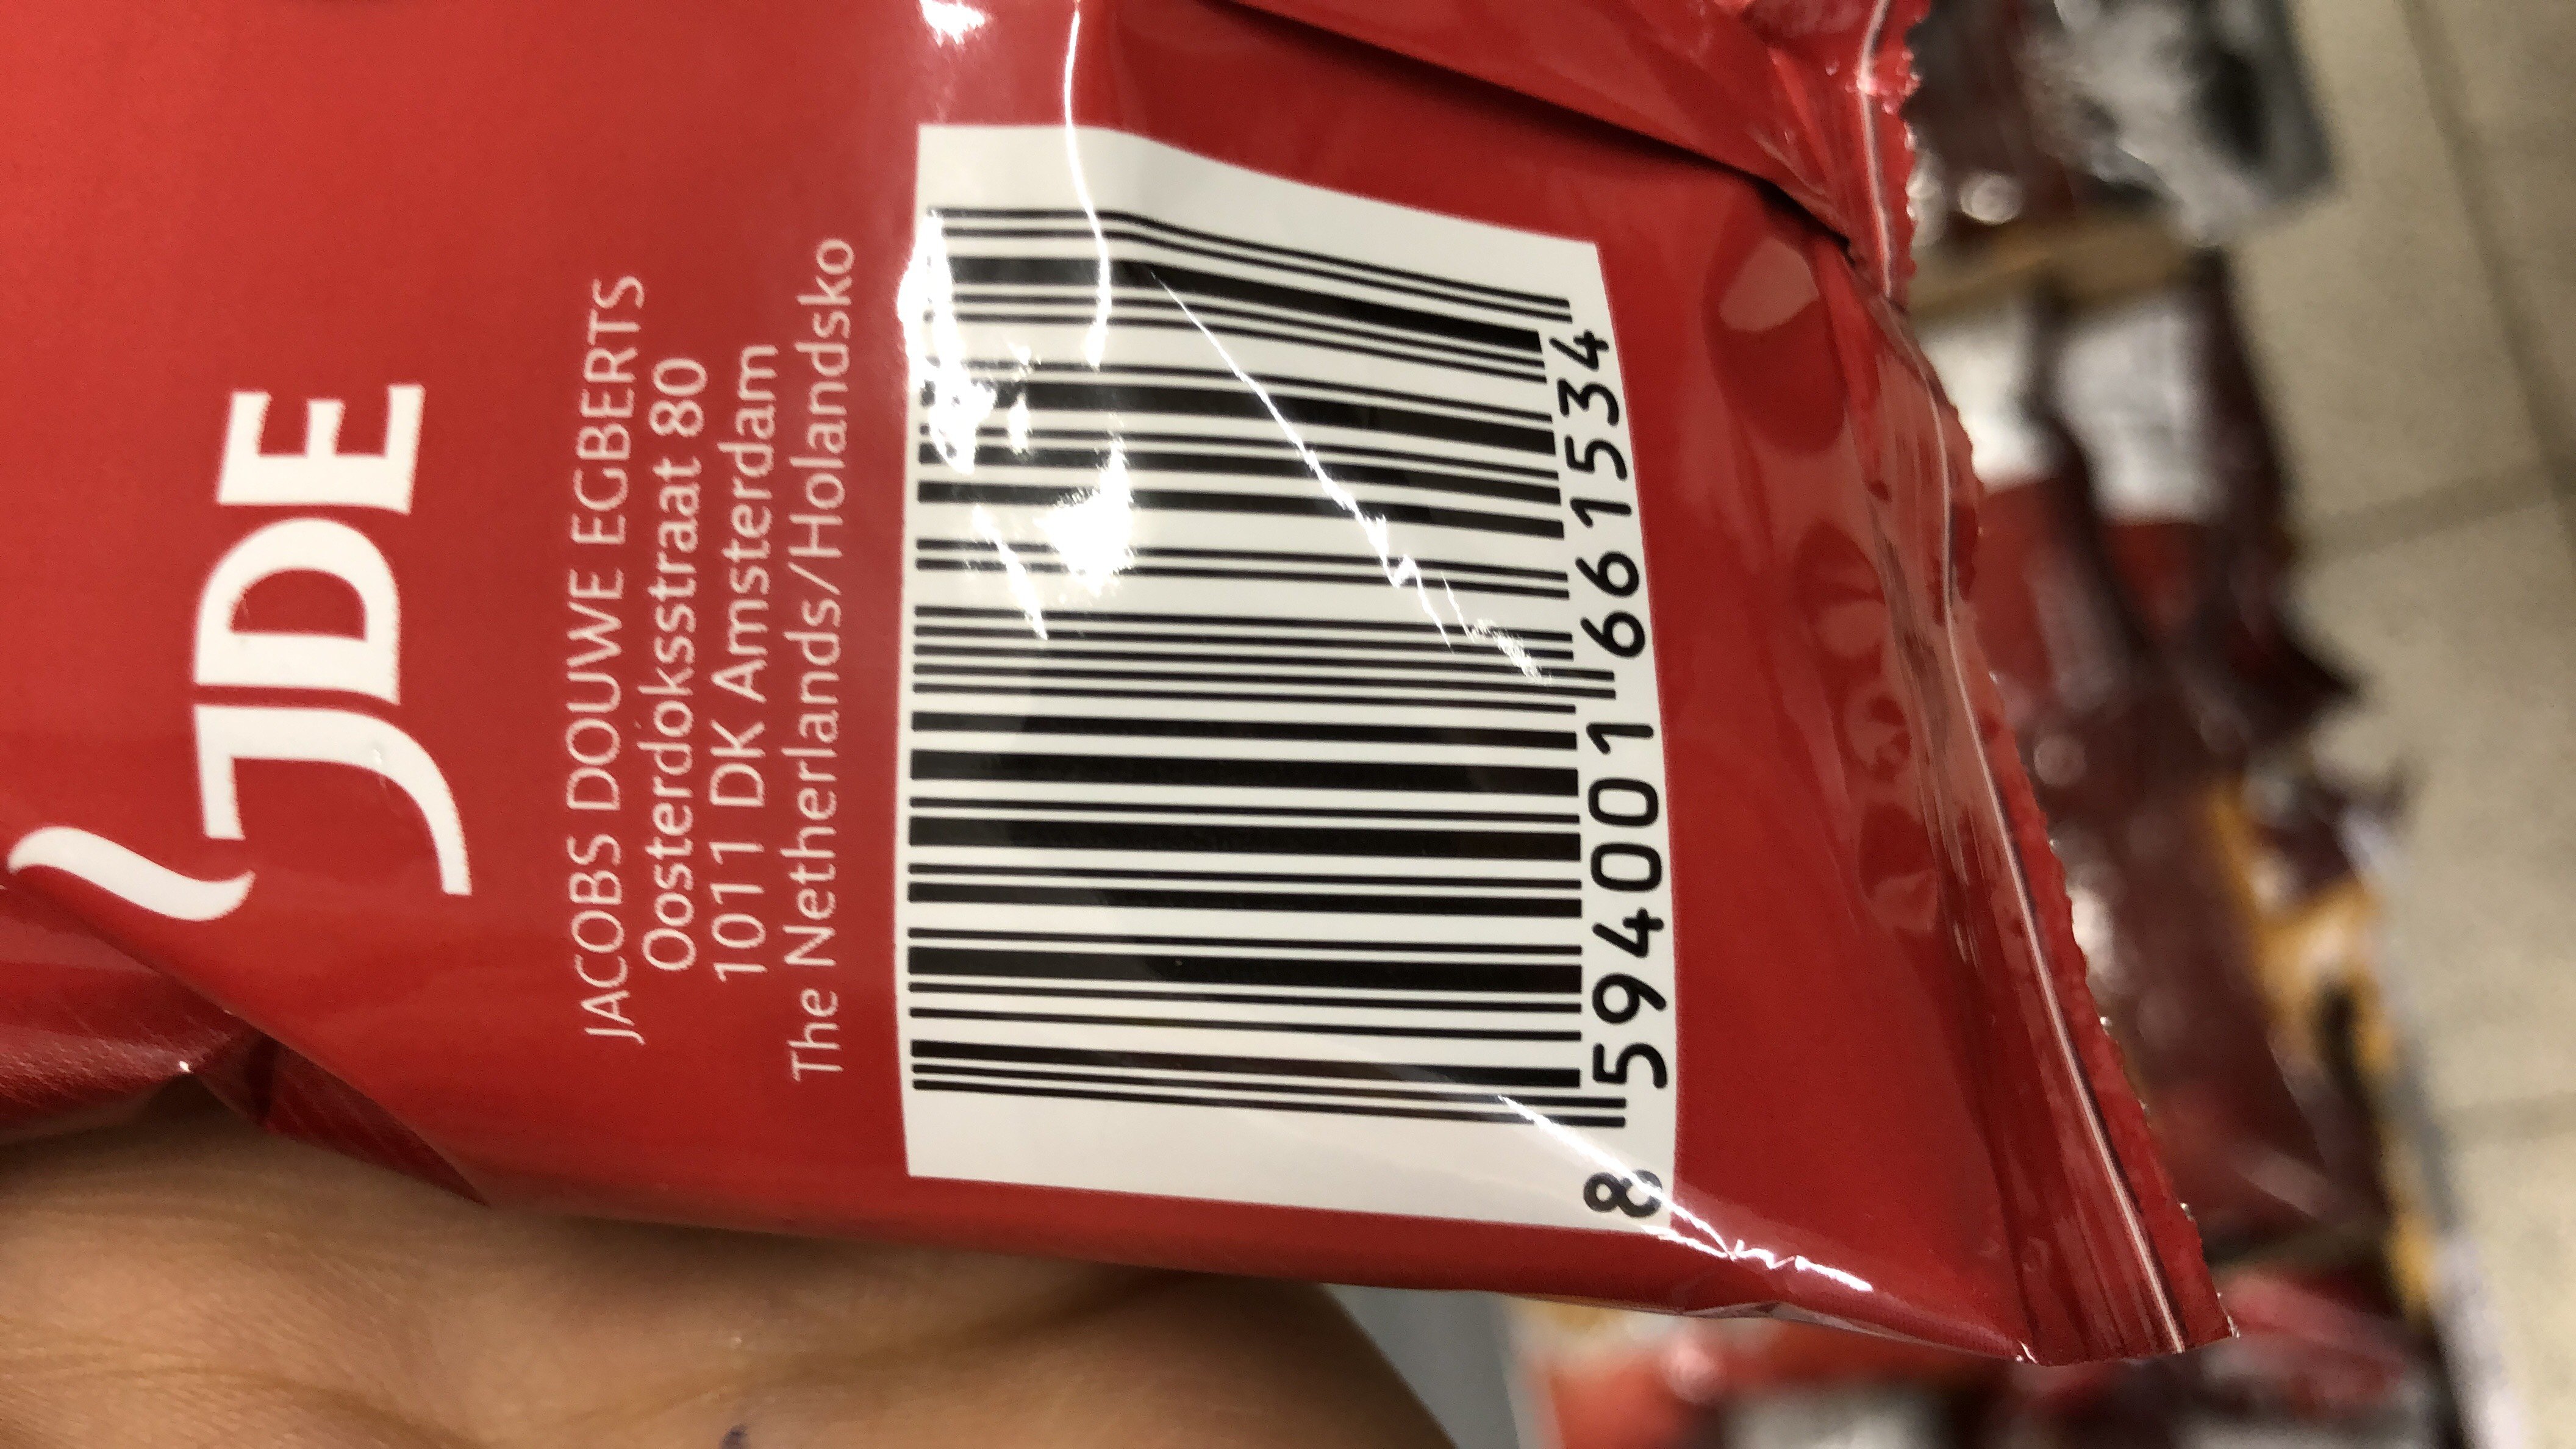 JDE
JACOBS DOUWE EGBERTS
Oosterdoksstraat 80
1011 DK Amsterdam
The Netherlands/Holandsko
8 594001 661534